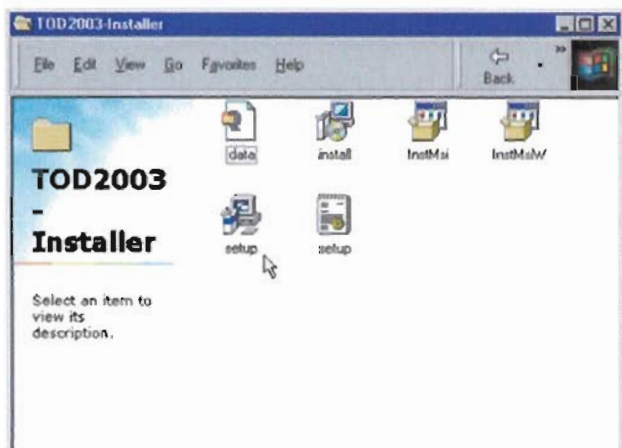 TOD2003-Installer
File Edit View Go Favorites Help
Back
»
TOD2003
-
Installer
Select an item to
view its
description.
data install InstMsi InstMsiW
setup setup